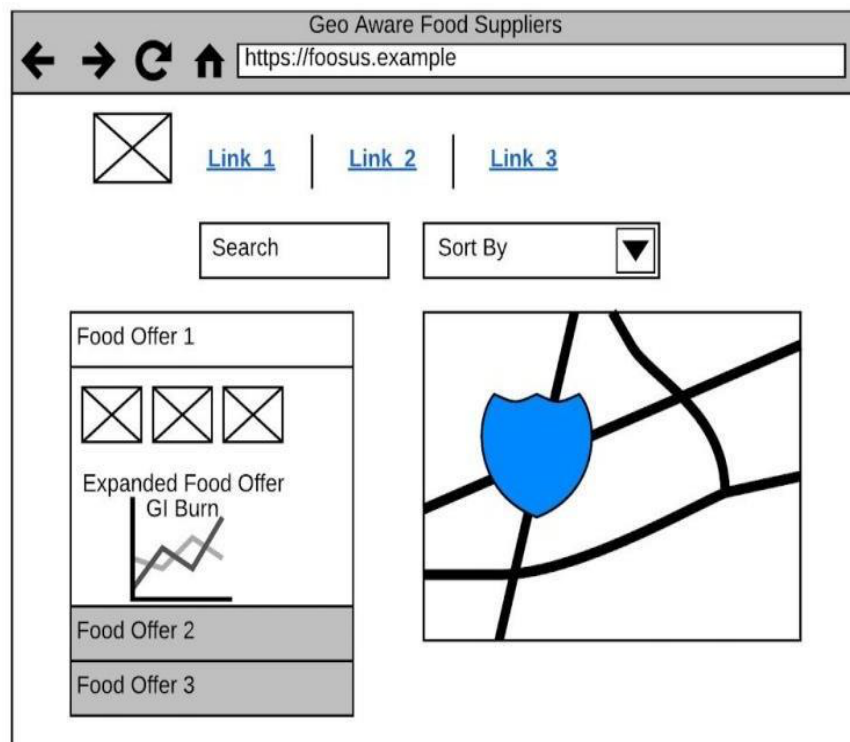 Geo Aware Food Suppliers
https://foosus.example
Link 1
Link 2
Link 3
Search
Sort By
Food Offer 1
Expanded Food Offer
GI Burn
Food Offer 2
Food Offer 3